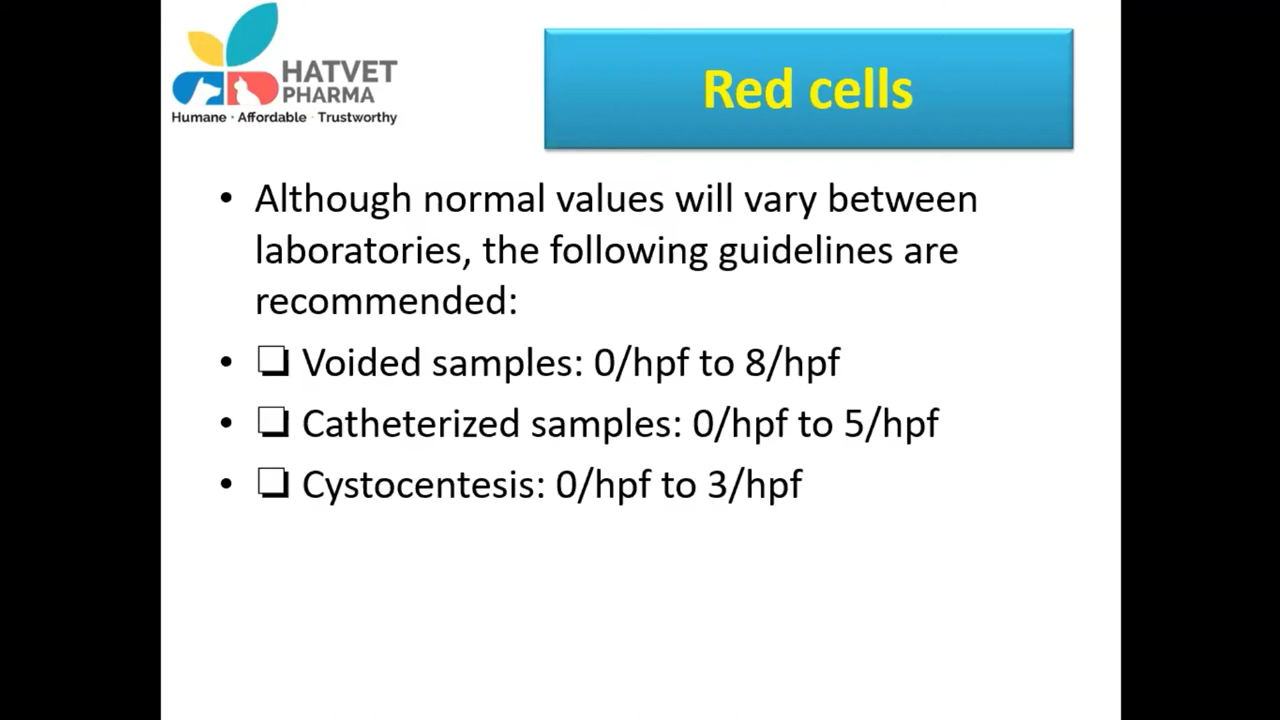 HATVET
PHARMA
Humane · Affordable · Trustworthy
Red cells
• Although normal values will vary between
laboratories, the following guidelines are
recommended:
• ❏ Voided samples: 0/hpf to 8/hpf
• ❏ Catheterized samples: 0/hpf to 5/hpf
• ❏ Cystocentesis: 0/hpf to 3/hpf